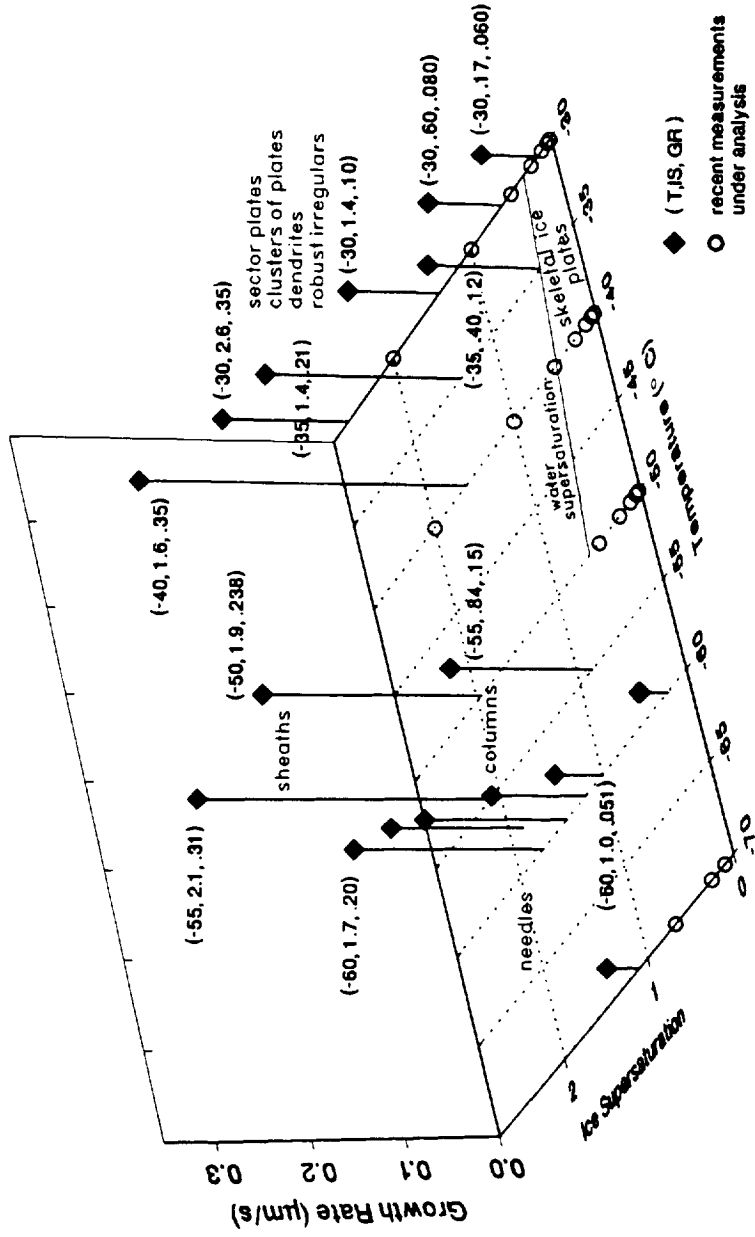 (-30, 2.6, .35)
sector plates
clusters of plates
dendrites
robust irregulars
(-30, 1.4, .10)
(-30, .60, .080)
(-30, .17, .060)
(-35, 1.4, .21)
(-35, .40, .12)
(-40, 1.6, .35)
(-50, 1.9, .238)
(-55, .84, .15)
(-55, 2.1, .31)
(-60, 1.7, .20)
(-60, 1.0, .051)
sheaths
columns
needles
water
supersaturation
skeletal ice
plates
Growth Rate (μm/s)
0.3
0.2
0.1
0.0
Ice Supersaturation
2
1
0
Temperature (° C)
-70
-65
-60
-55
-50
-45
-40
-35
-30
(T,IS, GR)
recent measurements
under analysis